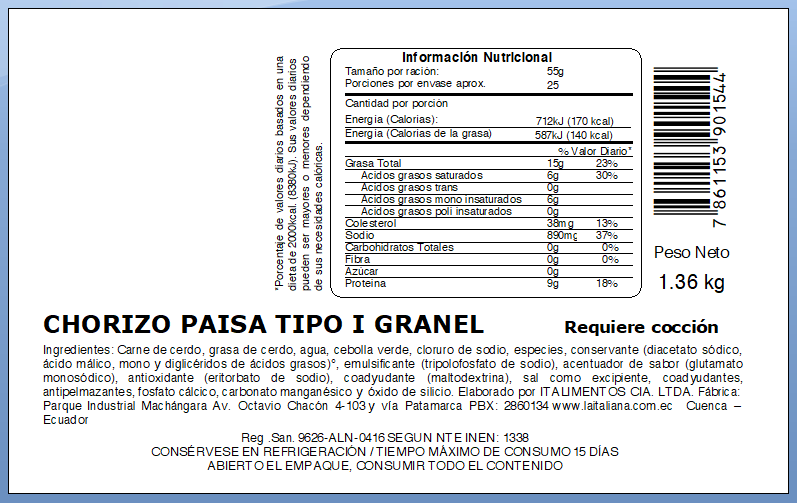 *Porcentaje de valores diarios basados en una
dieta de 2000kcal. (8380kJ). Sus valores diarios
pueden ser mayores o menores dependiendo
de sus necesidades calóricas.
Información Nutricional
Tamaño por ración: 55g
Porciones por envase aprox. 25
Cantidad por porción
Energía (Calorías): 712kJ (170 kcal)
Energía (Calorías de la grasa) 587kJ (140 kcal)
% Valor Diario*
Grasa Total 15g 23%
Acidos grasos saturados 6g 30%
Acidos grasos trans 0g
Acidos grasos mono insaturados 6g
Acidos grasos poli insaturados 0g
Colesterol 38mg 13%
Sodio 890mg 37%
Carbohidratos Totales 0g 0%
Fibra 0g 0%
Azúcar 0g
Proteína 9g 18%
7 861153 901544
Peso Neto
1.36 kg
CHORIZO PAISA TIPO I GRANEL
Requiere cocción
Ingredientes: Carne de cerdo, grasa de cerdo, agua, cebolla verde, cloruro de sodio, especies, conservante (diacetato sódico,
ácido málico, mono y diglicéridos de ácidos grasos)°, emulsificante (tripolofosfato de sodio), acentuador de sabor (glutamato
monosódico), antioxidante (eritorbato de sodio), coadyudante (maltodextrina), sal como excipiente, coadyudantes,
antipelmazantes, fosfato cálcico, carbonato manganésico y óxido de silicio. Elaborado por ITALIMENTOS CIA. LTDA. Fábrica:
Parque Industrial Machángara Av. Octavio Chacón 4-103 y vía Patamarca PBX: 2860134 www.laitaliana.com.ec Cuenca –
Ecuador
Reg .San. 9626-ALN-0416 SEGUN NTE INEN: 1338
CONSÉRVESE EN REFRIGERACIÓN / TIEMPO MÁXIMO DE CONSUMO 15 DÍAS
ABIERTO EL EMPAQUE, CONSUMIR TODO EL CONTENIDO